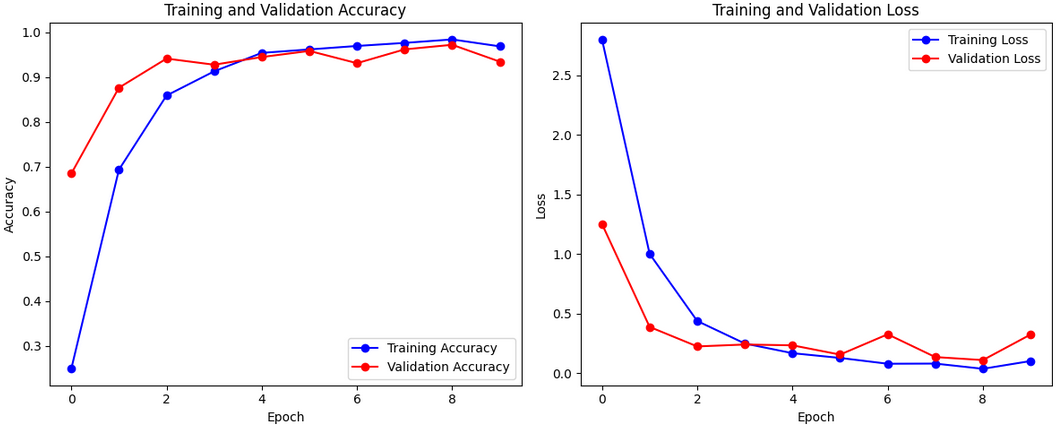 Training and Validation Accuracy
1.0
0.9
0.8
0.7
0.6
0.5
0.4
0.3
Accuracy
0 2 4 6 8
Epoch
Training Accuracy
Validation Accuracy
Training and Validation Loss
2.5
2.0
1.5
1.0
0.5
0.0
Loss
0 2 4 6 8
Epoch
Training Loss
Validation Loss